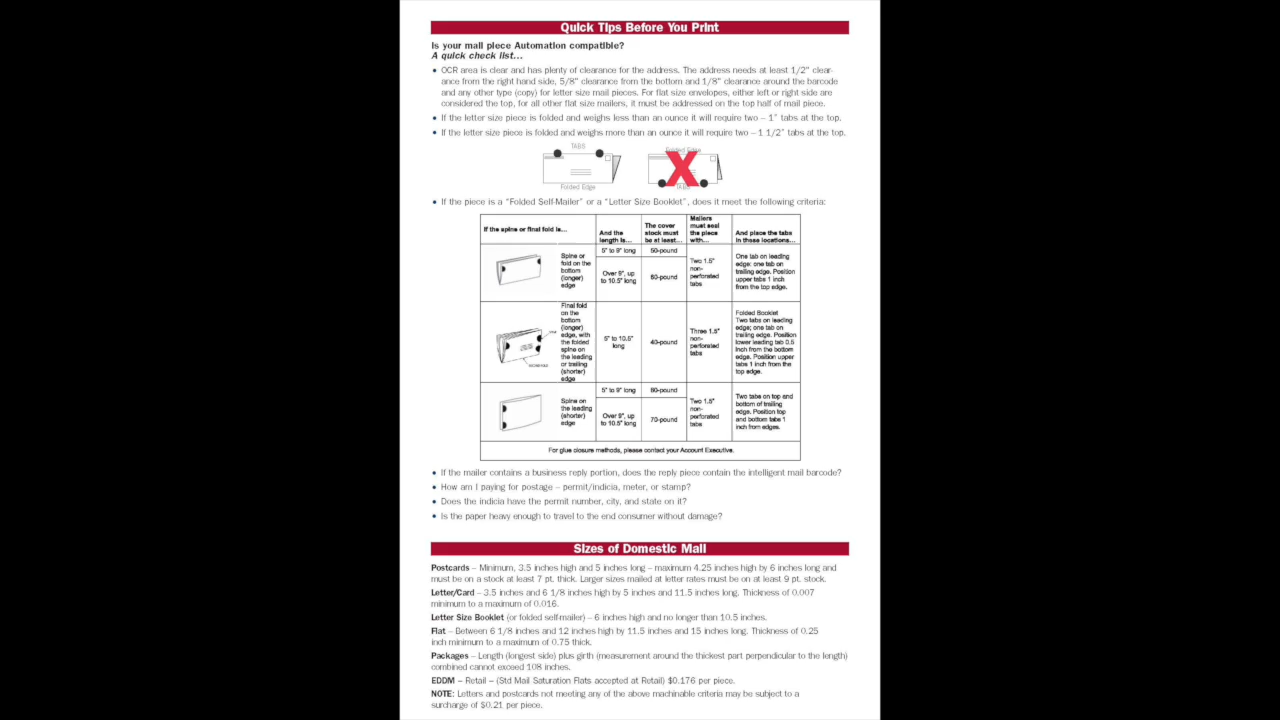 Quick Tips Before You Print
Is your mail piece Automation compatible?
A quick check list...
• OCR area is clear and has plenty of clearance for the address. The address needs at least 1/2" clear-
ance from the right hand side, 5/8" clearance from the bottom and 1/8" clearance around the barcode
and any other type (copy) for letter size mail pieces. For flat size envelopes, either left or right side are
considered the top, for all other flat size mailers, it must be addressed on the top half of mail piece.
• If the letter size piece is folded and weighs less than an ounce it will require two – 1" tabs at the top.
• If the letter size piece is folded and weighs more than an ounce it will require two – 1 1/2" tabs at the top.
TABS
Folded Edge
Folded Edge
X
TABS
• If the piece is a "Folded Self-Mailer" or a "Letter Size Booklet", does it meet the following criteria:
If the spine or final fold is...
And the
length is...
The cover
stock must
be at least...
Mailers
must seal
the piece
with...
And place the tabs
in these locations...
Spine or
fold on the
bottom
(longer)
edge
5" to 9" long
50-pound
Over 9", up
to 10.5" long
60-pound
Two 1.5"
non-
perforated
tabs
One tab on leading
edge; one tab on
trailing edge. Position
upper tabs 1 inch
from the top edge.
Final fold
on the
bottom
(longer)
edge, with
the folded
spine on
the leading
or trailing
(shorter)
edge
5" to 10.5"
long
40-pound
Three 1.5"
non-
perforated
tabs
Folded Booklet
Two tabs on leading
edge; one tab on
trailing edge. Position
lower leading tab 0.5
inch from the bottom
edge. Position upper
tabs 1 inch from the
top edge.
Spine on
the leading
(shorter)
edge
5" to 9" long
60-pound
Over 9", up
to 10.5" long
70-pound
Two 1.5"
non-
perforated
tabs
Two tabs on top and
bottom of trailing
edge. Position top
and bottom tabs 1
inch from edges.
For glue closure methods, please contact your Account Executive.
• If the mailer contains a business reply portion, does the reply piece contain the intelligent mail barcode?
• How am I paying for postage – permit/indicia, meter, or stamp?
• Does the indicia have the permit number, city, and state on it?
• Is the paper heavy enough to travel to the end consumer without damage?
Sizes of Domestic Mail
Postcards – Minimum, 3.5 inches high and 5 inches long – maximum 4.25 inches high by 6 inches long and
must be on a stock at least 7 pt. thick. Larger sizes mailed at letter rates must be on at least 9 pt. stock.
Letter/Card – 3.5 inches and 6 1/8 inches high by 5 inches and 11.5 inches long. Thickness of 0.007
minimum to a maximum of 0.016.
Letter Size Booklet (or folded self-mailer) – 6 inches high and no longer than 10.5 inches.
Flat – Between 6 1/8 inches and 12 inches high by 11.5 inches and 15 inches long. Thickness of 0.25
inch minimum to a maximum of 0.75 thick.
Packages – Length (longest side) plus girth (measurement around the thickest part perpendicular to the length)
combined cannot exceed 108 inches.
EDDM – Retail – (Std Mail Saturation Flats accepted at Retail) $0.176 per piece.
NOTE: Letters and postcards not meeting any of the above machinable criteria may be subject to a
surcharge of $0.21 per piece.